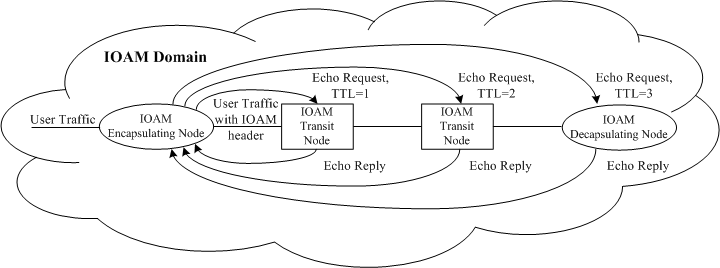 IOAM Domain
Echo Request,
TTL=1
Echo Request,
TTL=2
Echo Request,
TTL=3
User Traffic
IOAM
Encapsulating Node
User Traffic
with IOAM
header
IOAM
Transit
Node
IOAM
Transit
Node
IOAM
Decapsulating Node
Echo Reply
Echo Reply
Echo Reply